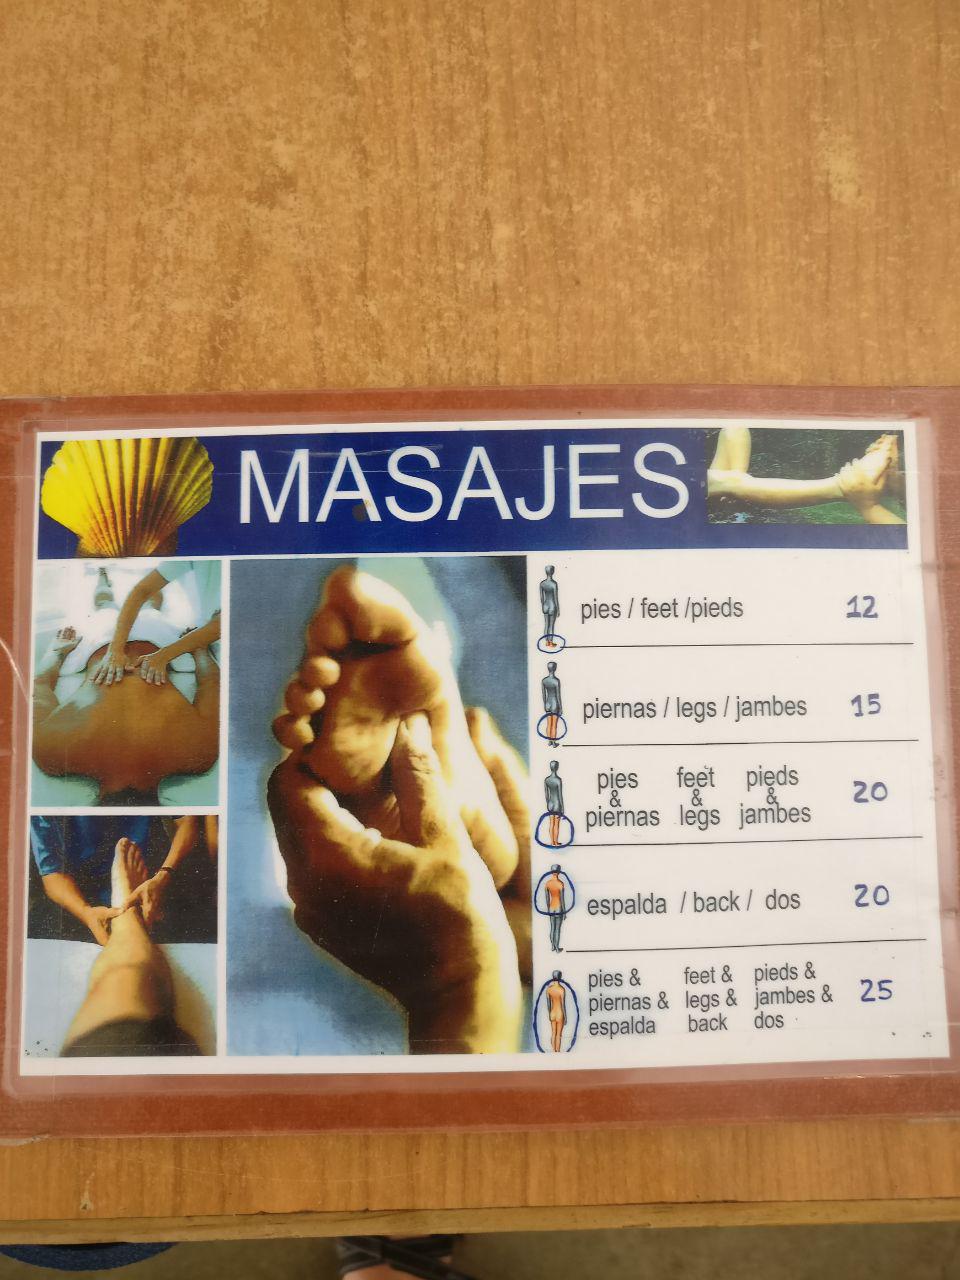 MASAJES
pies / feet /pieds 12
piernas / legs / jambes 15
pies feet pieds
& & &
piernas legs jambes 20
espalda / back / dos 20
pies & feet & pieds &
piernas & legs & jambes & 25
espalda back dos